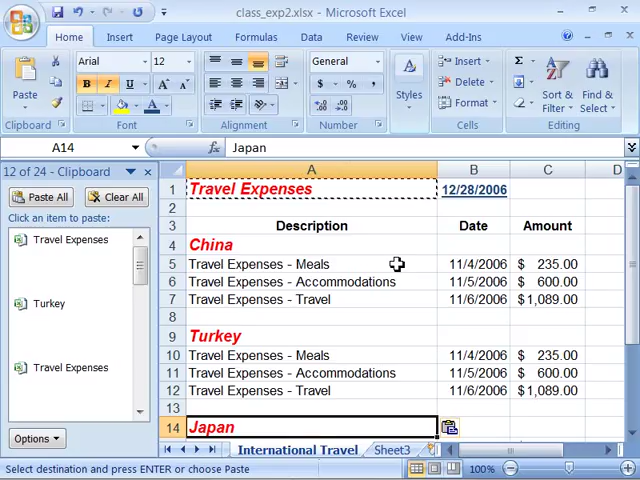 class_exp2.xlsx - Microsoft Excel
Home Insert Page Layout Formulas Data Review View Add-Ins
Arial 12 General Insert Σ
B I U A A $ % , Delete
Paste A Styles Format Sort & Filter Find & Select
Clipboard Font Alignment Number Cells Editing
A14 Japan
12 of 24 - Clipboard A B C D
Paste All Clear All 1 Travel Expenses 12/28/2006
Click an item to paste: 2
3 Description Date Amount
Travel Expenses 4 China
5 Travel Expenses - Meals 11/4/2006 $ 235.00
6 Travel Expenses - Accommodations 11/5/2006 $ 600.00
Turkey 7 Travel Expenses - Travel 11/6/2006 $1,089.00
8
9 Turkey
10 Travel Expenses - Meals 11/4/2006 $ 235.00
Travel Expenses 11 Travel Expenses - Accommodations 11/5/2006 $ 600.00
12 Travel Expenses - Travel 11/6/2006 $1,089.00
13
14 Japan
Options International Travel Sheet3
Select destination and press ENTER or choose Paste 100%